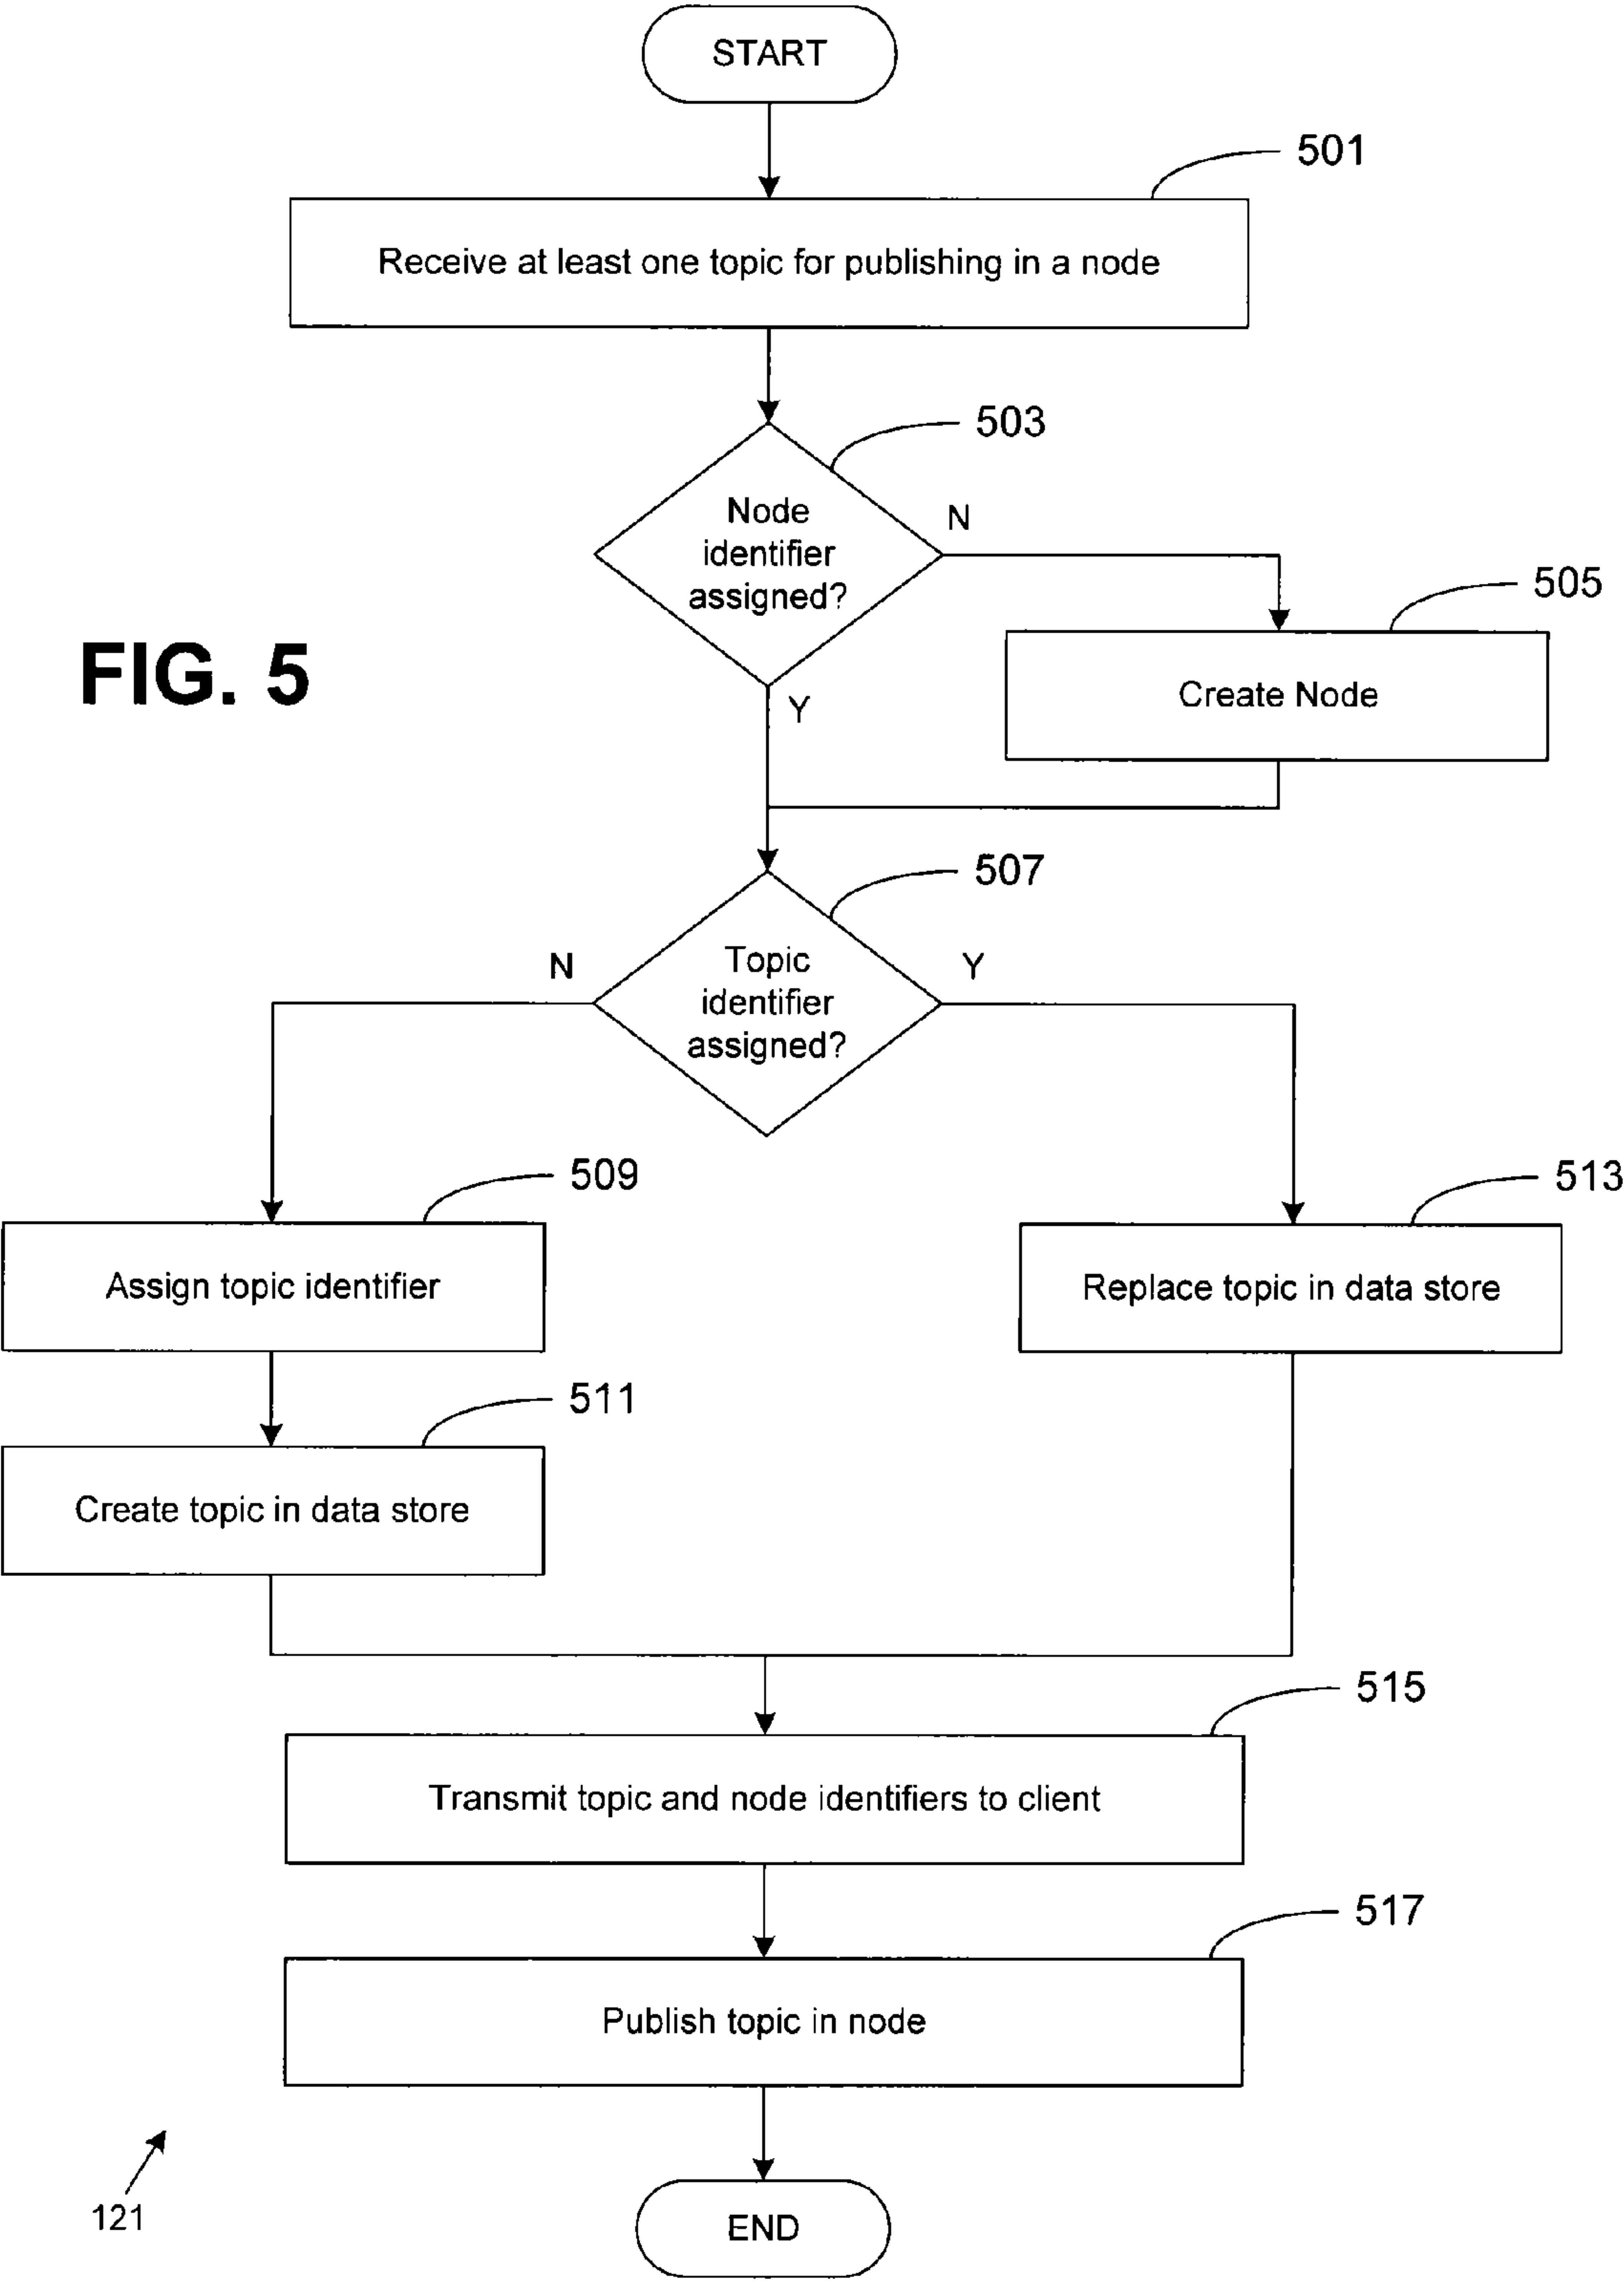 START
501
Receive at least one topic for publishing in a node
503
Node
identifier
assigned?
N
505
Create Node
FIG. 5
Y
507
Topic
identifier
assigned?
N
Y
509
Assign topic identifier
513
Replace topic in data store
511
Create topic in data store
515
Transmit topic and node identifiers to client
517
Publish topic in node
121
END